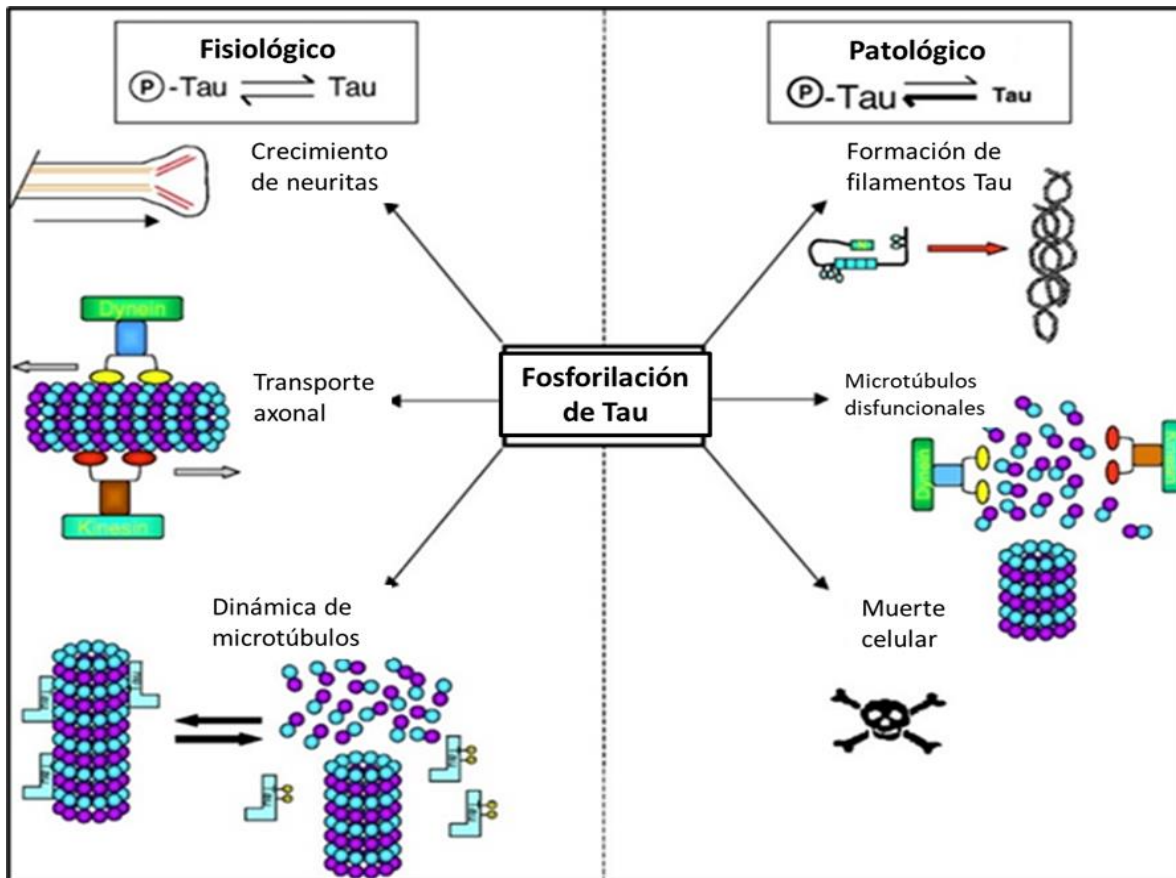 Fisiológico
P-Tau Tau
Patológico
P-Tau Tau
Crecimiento
de neuritas
Formación de
filamentos Tau
Dynein
Transporte
axonal
Kinesin
Fosforilación
de Tau
Microtúbulos
disfuncionales
Dynein
Dinámica de
microtúbulos
Muerte
celular